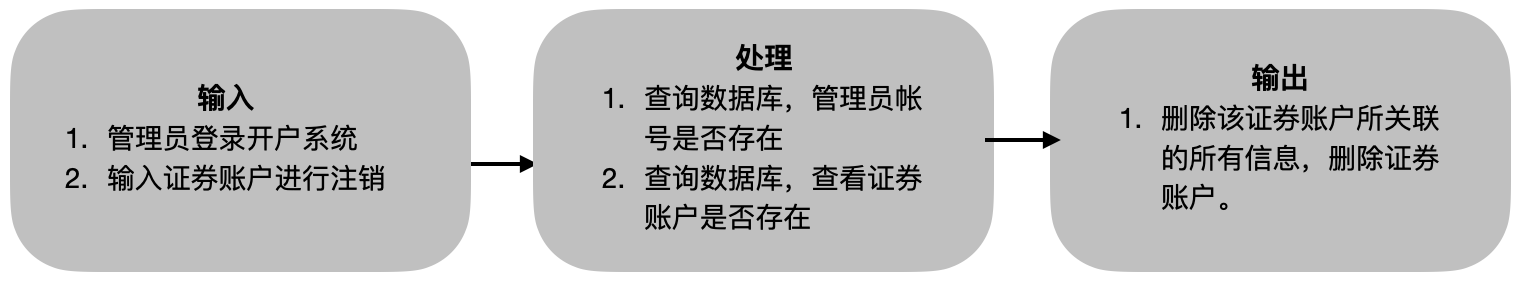 输入
1. 管理员登录开户系统
2. 输入证券账户进行注销
处理
1. 查询数据库，管理员帐
号是否存在
2. 查询数据库，查看证券
账户是否存在
输出
1. 删除该证券账户所关联
的所有信息，删除证券
账户。